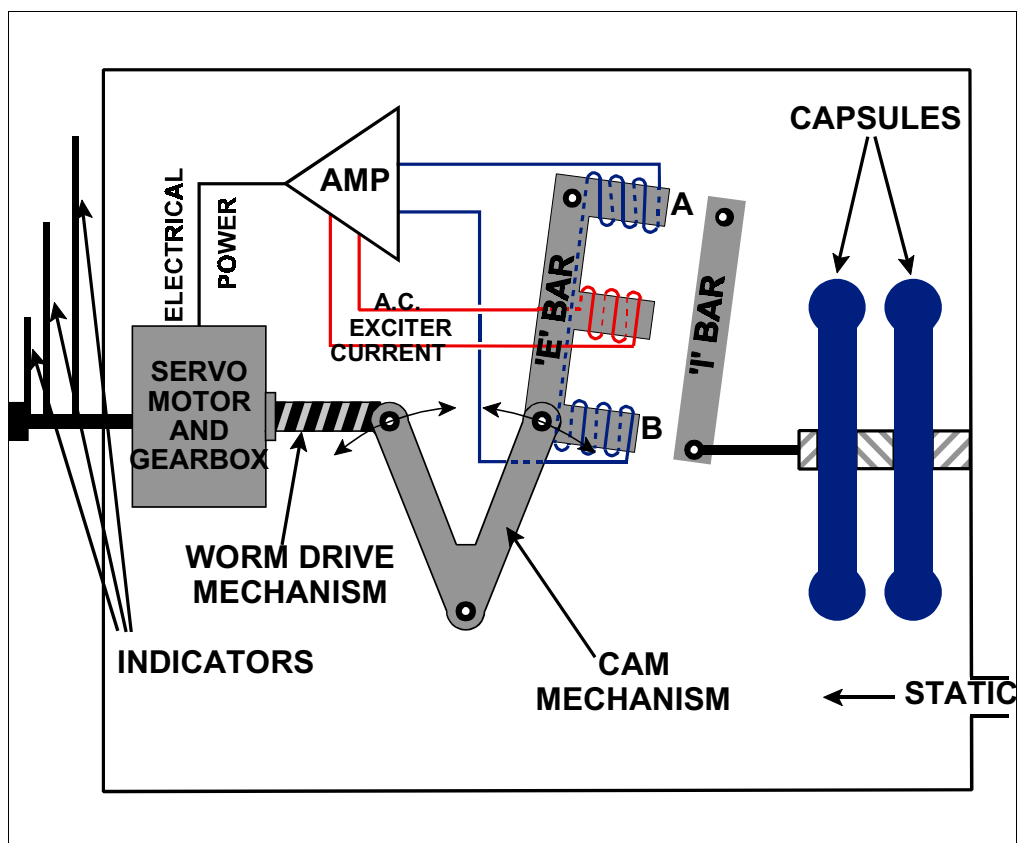 CAPSULES
AMP
ELECTRICAL
POWER
A
'E' BAR
'I' BAR
A.C.
EXCITER
CURRENT
SERVO
MOTOR
AND
GEARBOX
B
WORM DRIVE
MECHANISM
INDICATORS
CAM
MECHANISM
STATIC